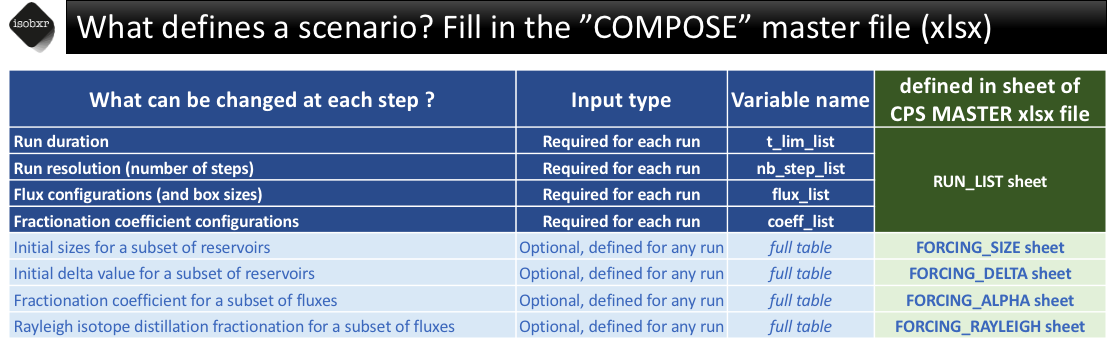 isobxr
What defines a scenario? Fill in the ”COMPOSE” master file (xlsx)
What can be changed at each step ? Input type Variable name defined in sheet of
CPS MASTER xlsx file
Run duration Required for each run t_lim_list
Run resolution (number of steps) Required for each run nb_step_list
RUN_LIST sheet
Flux configurations (and box sizes) Required for each run flux_list
Fractionation coefficient configurations Required for each run coeff_list
Initial sizes for a subset of reservoirs Optional, defined for any run full table FORCING_SIZE sheet
Initial delta value for a subset of reservoirs Optional, defined for any run full table FORCING_DELTA sheet
Fractionation coefficient for a subset of fluxes Optional, defined for any run full table FORCING_ALPHA sheet
Rayleigh isotope distillation fractionation for a subset of fluxes Optional, defined for any run full table FORCING_RAYLEIGH sheet